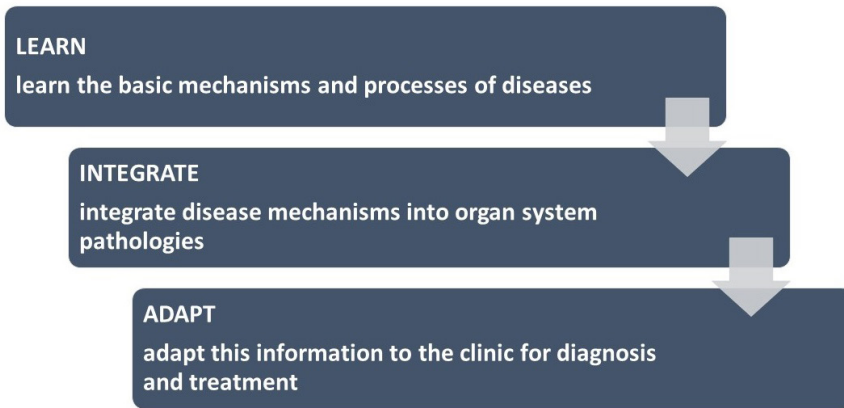 LEARN
learn the basic mechanisms and processes of diseases
INTEGRATE
integrate disease mechanisms into organ system
pathologies
ADAPT
adapt this information to the clinic for diagnosis
and treatment